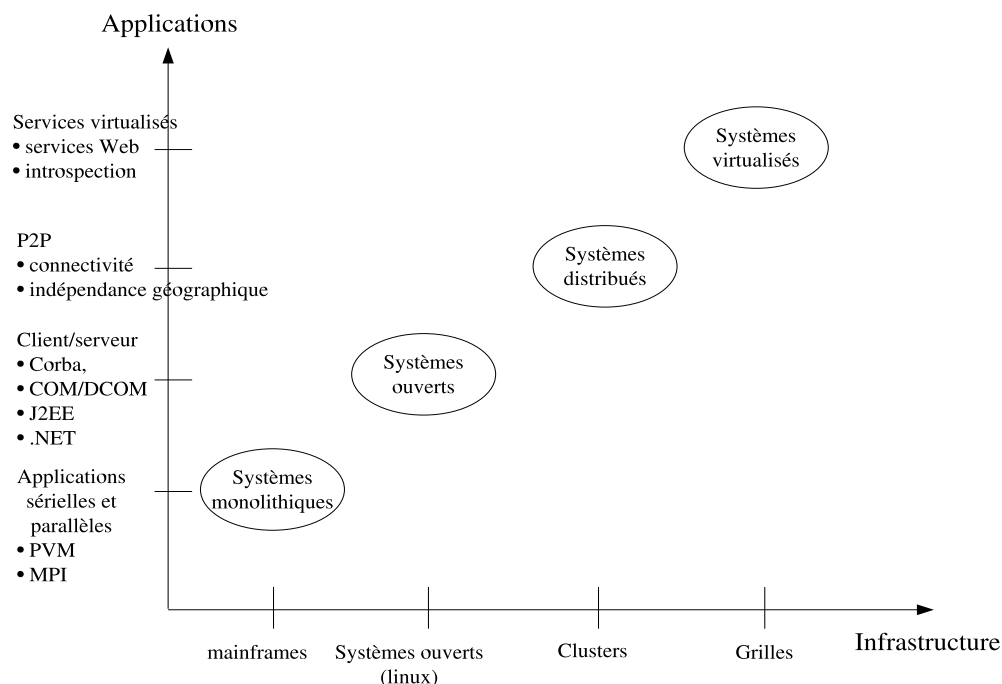 Applications
Services virtualisés
• services Web
• introspection
Systèmes
virtualisés
P2P
• connectivité
• indépendance géographique
Systèmes
distribués
Client/serveur
• Corba,
• COM/DCOM
• J2EE
• .NET
Systèmes
ouverts
Applications
sérielles et
parallèles
• PVM
• MPI
Systèmes
monolithiques
Infrastructure
mainframes
Systèmes ouverts
(linux)
Clusters
Grilles